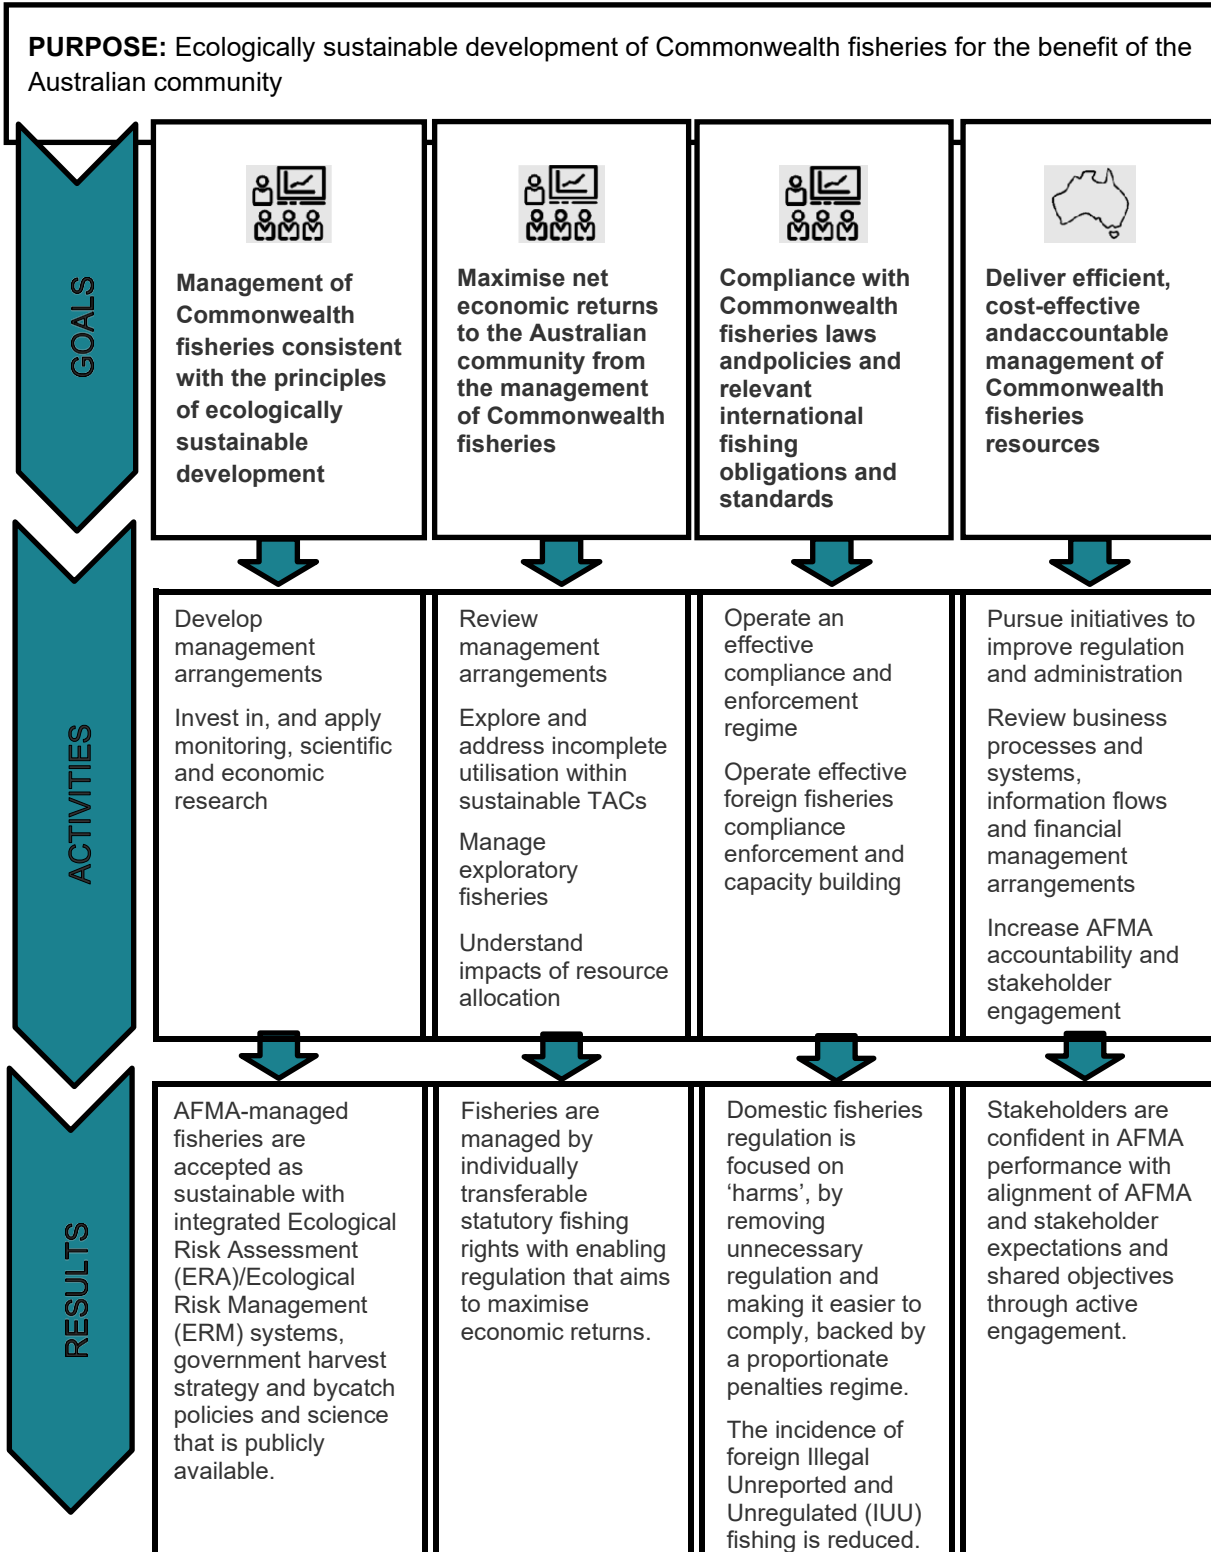 PURPOSE: Ecologically sustainable development of Commonwealth fisheries for the benefit of the
Australian community
GOALS
Management of
Commonwealth
fisheries consistent
with the principles
of ecologically
sustainable
development
Maximise net
economic returns
to the Australian
community from
the management
of Commonwealth
fisheries
Compliance with
Commonwealth
fisheries laws
andpolicies and
relevant
international
fishing
obligations and
standards
Deliver efficient,
cost-effective
andaccountable
management of
Commonwealth
fisheries
resources
ACTIVITIES
Develop
management
arrangements
Invest in, and apply
monitoring, scientific
and economic
research
Review
management
arrangements
Explore and
address incomplete
utilisation within
sustainable TACs
Manage
exploratory
fisheries
Understand
impacts of resource
allocation
Operate an
effective
compliance and
enforcement
regime
Operate effective
foreign fisheries
compliance
enforcement and
capacity building
Pursue initiatives to
improve regulation
and administration
Review business
processes and
systems,
information flows
and financial
management
arrangements
Increase AFMA
accountability and
stakeholder
engagement
RESULTS
AFMA-managed
fisheries are
accepted as
sustainable with
integrated Ecological
Risk Assessment
(ERA)/Ecological
Risk Management
(ERM) systems,
government harvest
strategy and bycatch
policies and science
that is publicly
available.
Fisheries are
managed by
individually
transferable
statutory fishing
rights with enabling
regulation that aims
to maximise
economic returns.
Domestic fisheries
regulation is
focused on
‘harms’, by
removing
unnecessary
regulation and
making it easier to
comply, backed by
a proportionate
penalties regime.
The incidence of
foreign Illegal
Unreported and
Unregulated (IUU)
fishing is reduced.
Stakeholders are
confident in AFMA
performance with
alignment of AFMA
and stakeholder
expectations and
shared objectives
through active
engagement.